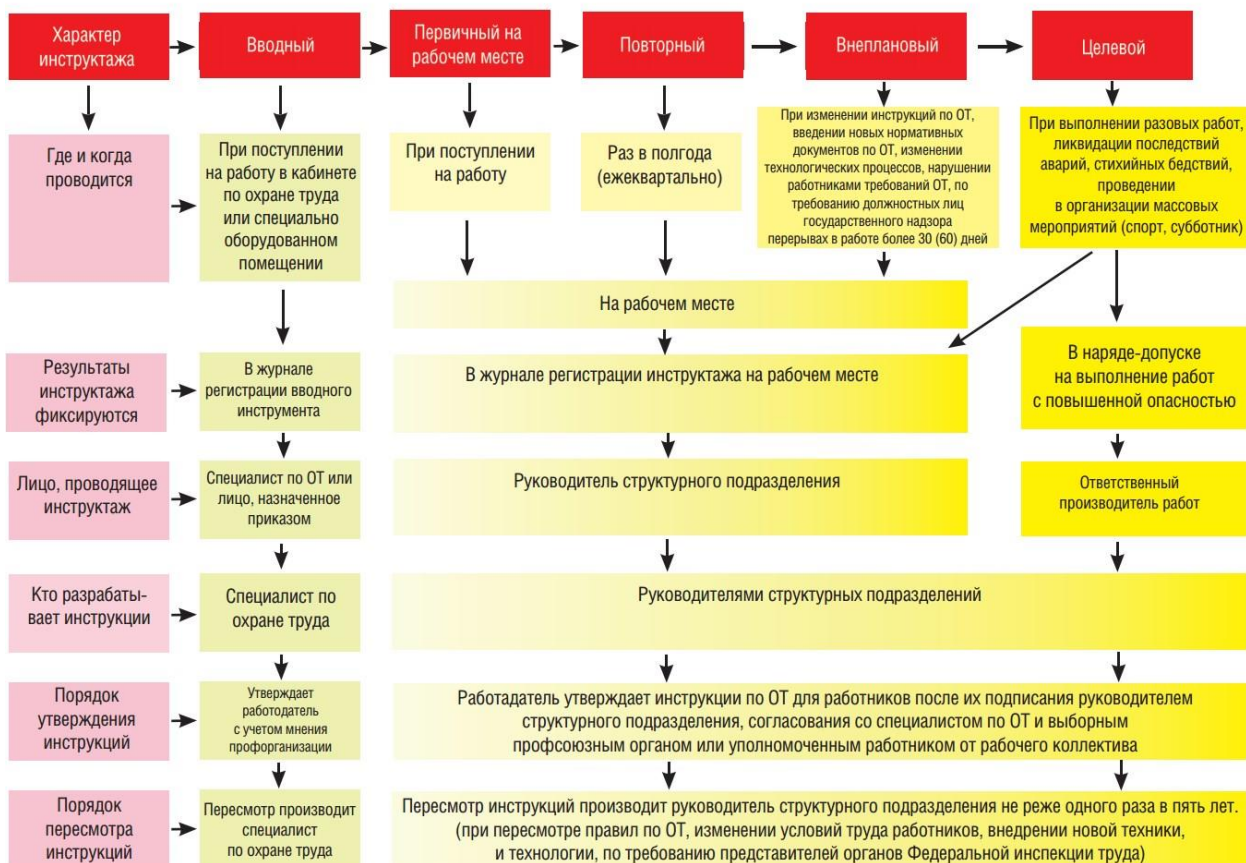 Характер
инструктажа
Вводный
Первичный на
рабочем месте
Повторный
Внеплановый
Целевой
Где и когда
проводится
При поступлении
на работу в кабинете
по охране труда
или специально
оборудованном
помещении
При поступлении
на работу
Раз в полгода
(ежеквартально)
При изменении инструкций по ОТ,
введении новых нормативных
документов по ОТ, изменении
технологических процессов, нарушении
работниками требований ОТ, по
требованию должностных лиц
государственного надзора
перерывах в работе более 30 (60) дней
При выполнении разовых работ,
ликвидации последствий
аварий, стихийных бедствий,
проведении
в организации массовых
мероприятий (спорт, субботник)
На рабочем месте
Результаты
инструктажа
фиксируются
В журнале
регистрации вводного
инструмента
В журнале регистрации инструктажа на рабочем месте
В наряде-допуске
на выполнение работ
с повышенной опасностью
Лицо, проводящее
инструктаж
Специалист по ОТ или
лицо, назначенное
приказом
Руководитель структурного подразделения
Ответственный
производитель работ
Кто разрабаты-
вает инструкции
Специалист по
охране труда
Руководителями структурных подразделений
Порядок
утверждения
инструкций
Утверждает
работодатель
с учетом мнения
профорганизации
Работадатель утверждает инструкции по ОТ для работников после их подписания руководителем
структурного подразделения, согласования со специалистом по ОТ и выборным
профсоюзным органом или уполномоченным работником от рабочего коллектива
Порядок
пересмотра
инструкций
Пересмотр производит
специалист
по охране труда
Пересмотр инструкций производит руководитель структурного подразделения не реже одного раза в пять лет.
(при пересмотре правил по ОТ, изменении условий труда работников, внедрении новой техники,
и технологии, по требованию представителей органов Федеральной инспекции труда)